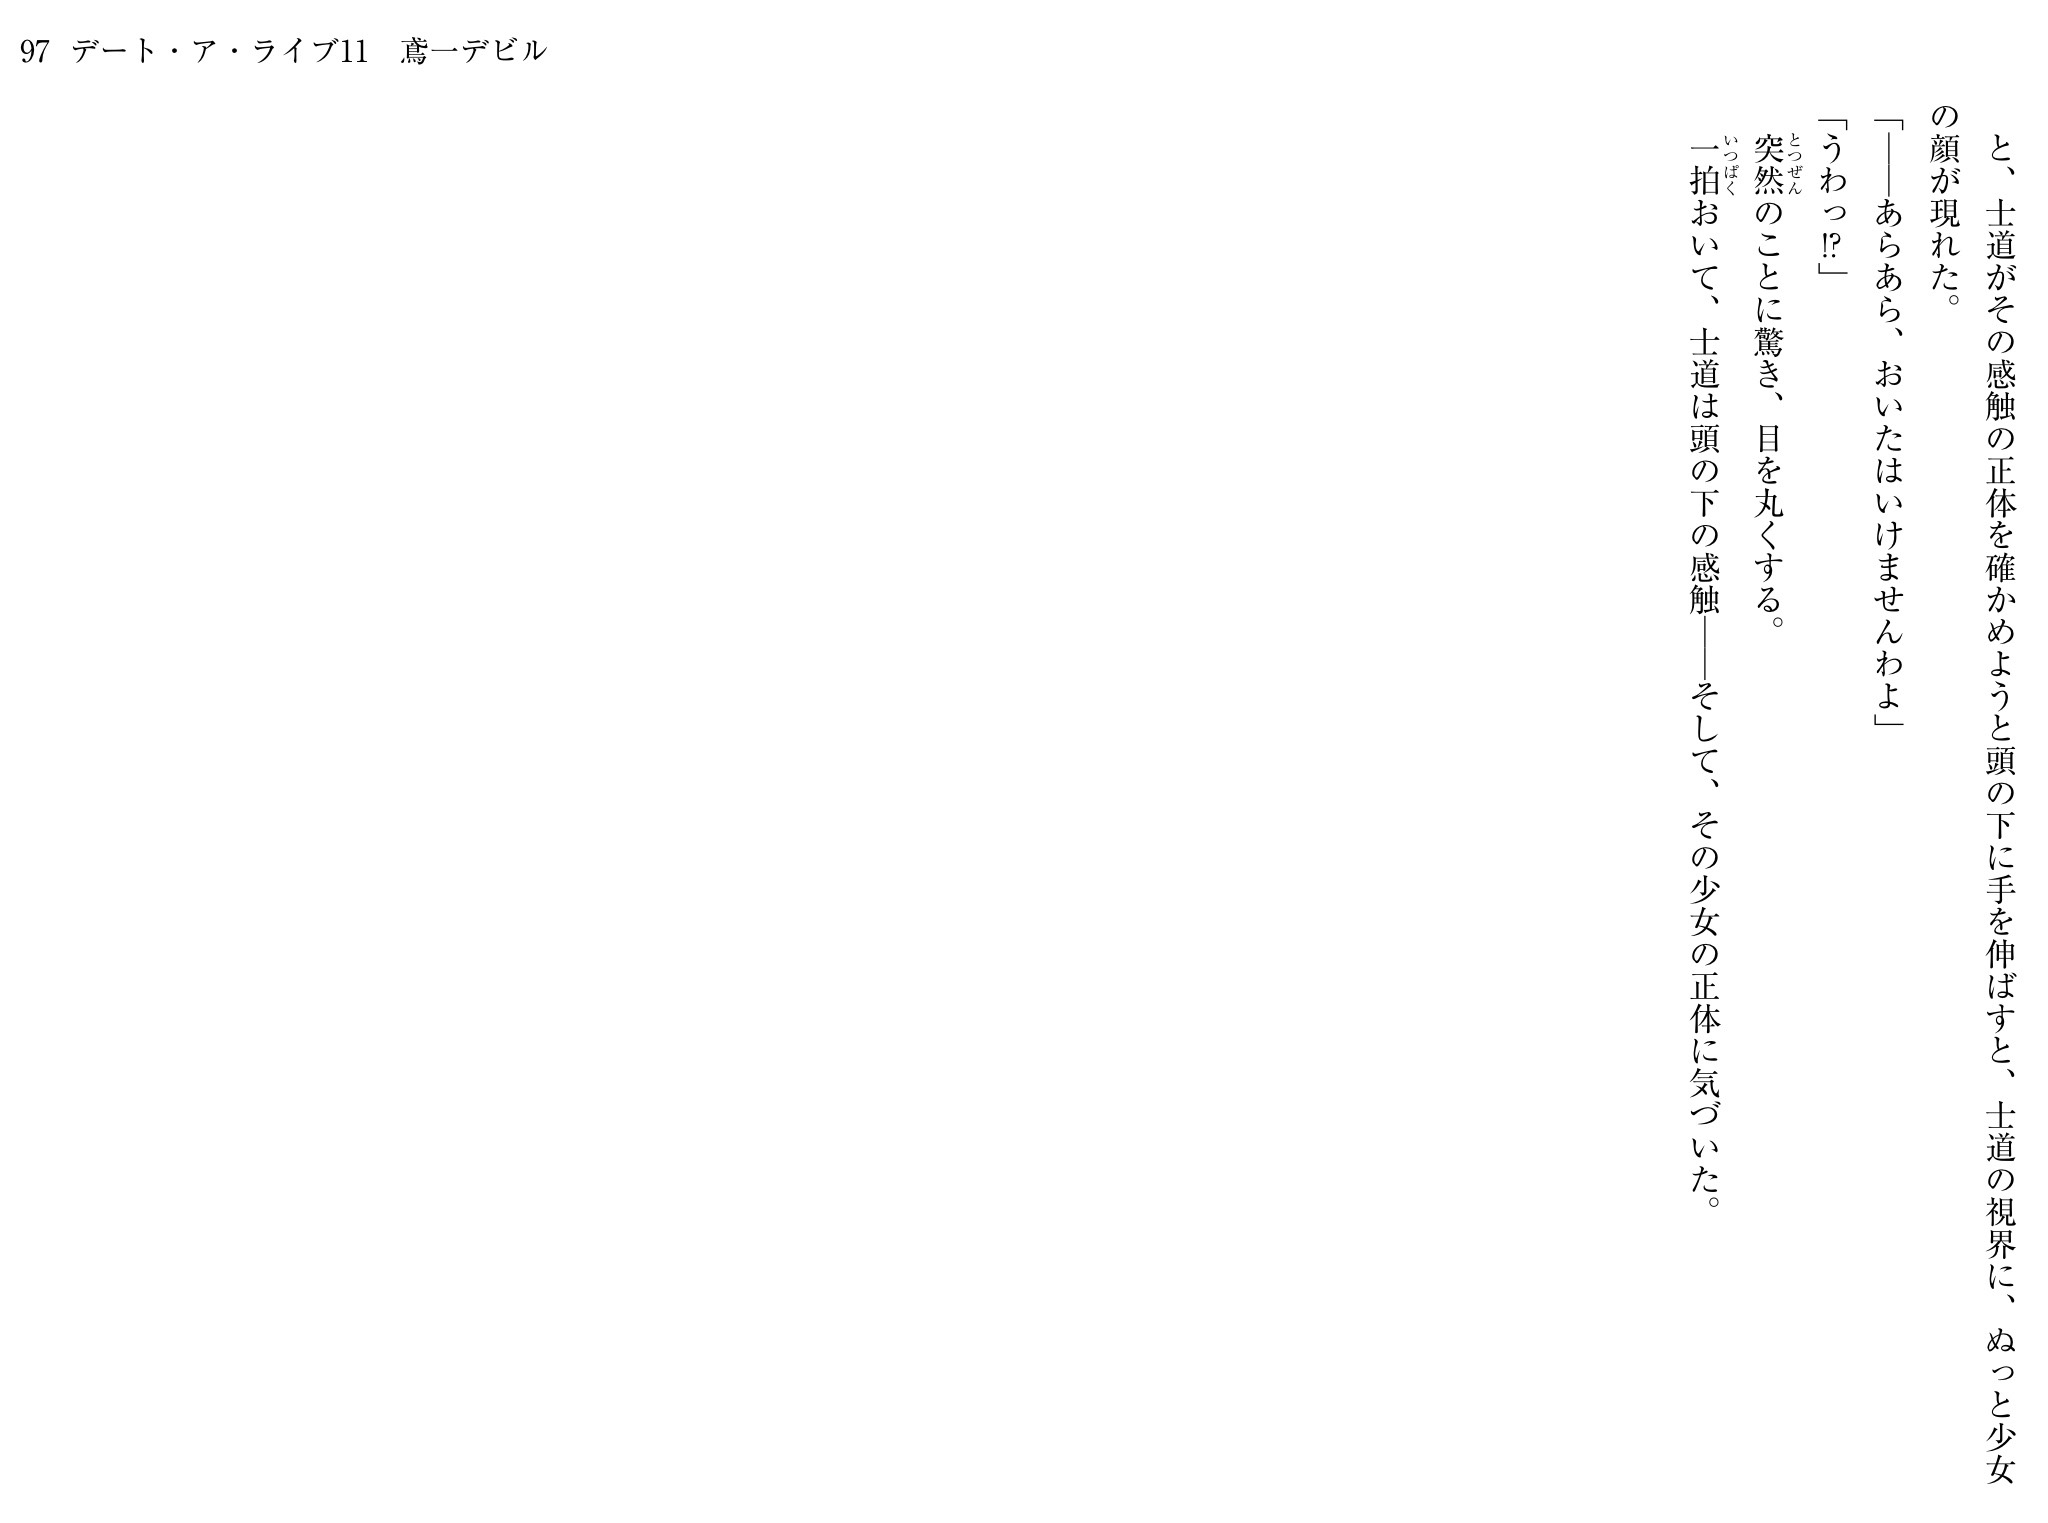 97 デート・ア・ライブ11　鳶一デビル
　と、士道がその感触の正体を確かめようと頭の下に手を伸ばすと、士道の視界に、ぬっと少女
の顔が現れた。
「――あらあら、おいたはいけませんわよ」
「うわっ!?」
とつぜん
　突然のことに驚き、目を丸くする。
いっぱく
　一拍おいて、士道は頭の下の感触――そして、その少女の正体に気づいた。